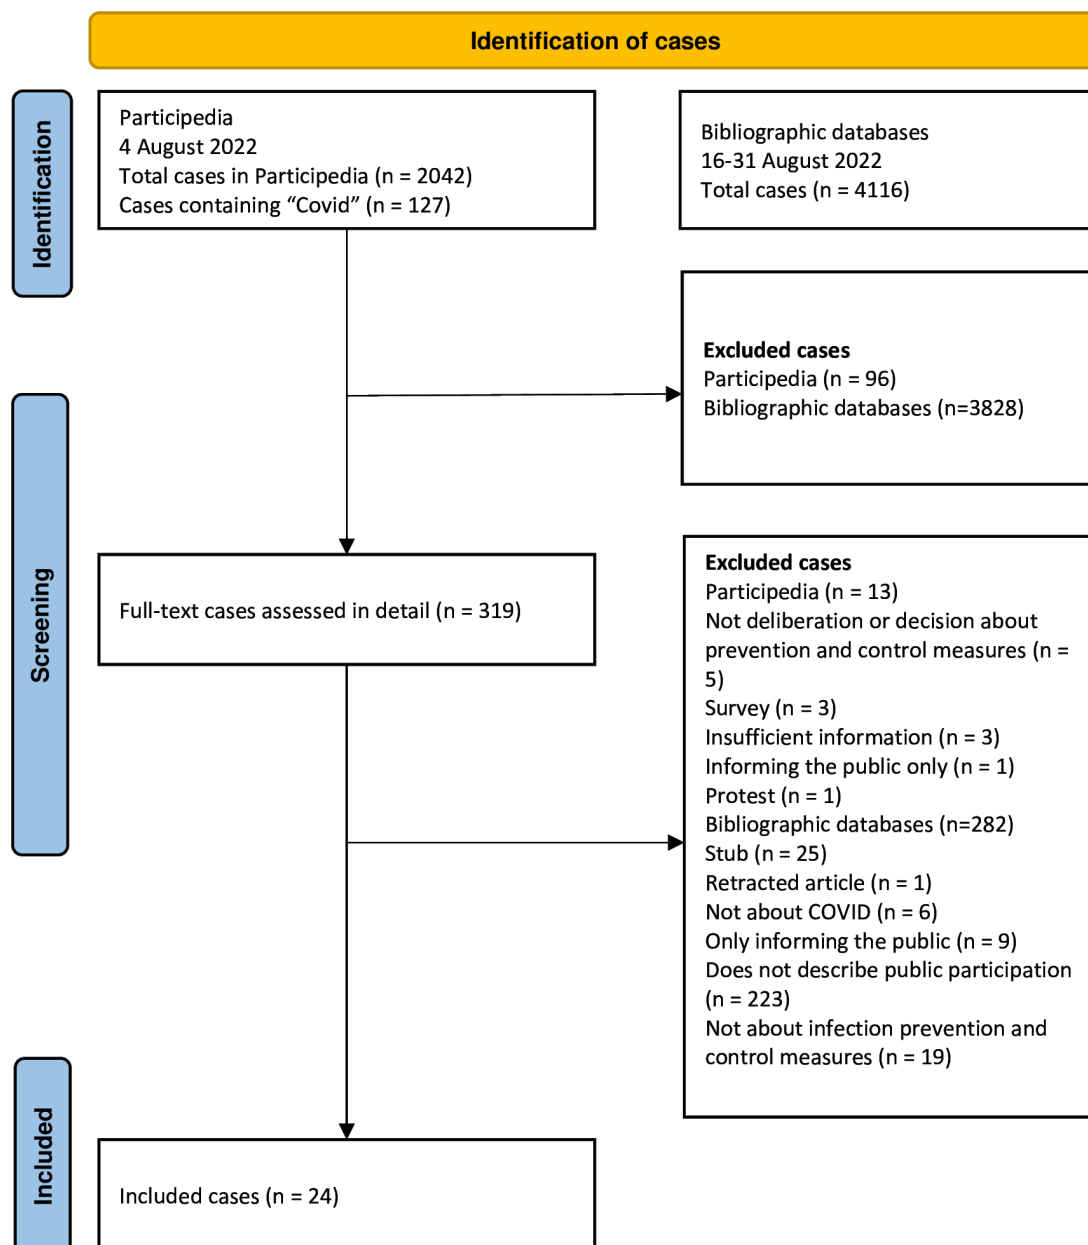 Identification of cases
Identification
Participedia
4 August 2022
Total cases in Participedia (n = 2042)
Cases containing “Covid” (n = 127)
Bibliographic databases
16-31 August 2022
Total cases (n = 4116)
Excluded cases
Participedia (n = 96)
Bibliographic databases (n=3828)
Screening
Full-text cases assessed in detail (n = 319)
Excluded cases
Participedia (n = 13)
Not deliberation or decision about
prevention and control measures (n =
5)
Survey (n = 3)
Insufficient information (n = 3)
Informing the public only (n = 1)
Protest (n = 1)
Bibliographic databases (n=282)
Stub (n = 25)
Retracted article (n = 1)
Not about COVID (n = 6)
Only informing the public (n = 9)
Does not describe public participation
(n = 223)
Not about infection prevention and
control measures (n = 19)
Included
Included cases (n = 24)